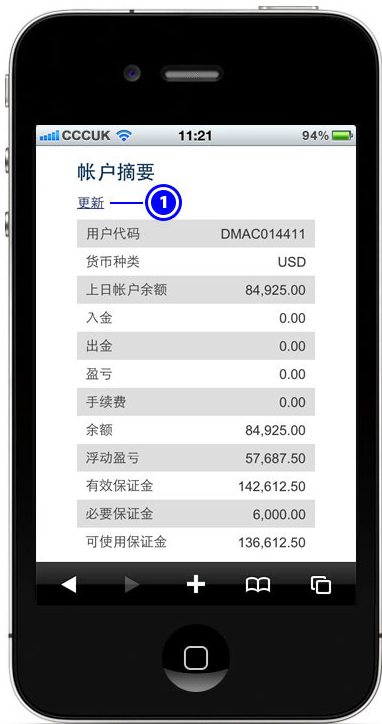 CCCUK 11:21 94%
帐户摘要
更新 1
用户代码 DMAC014411
货币种类 USD
上日帐户余额 84,925.00
入金 0.00
出金 0.00
盈亏 0.00
手续费 0.00
余额 84,925.00
浮动盈亏 57,687.50
有效保证金 142,612.50
必要保证金 6,000.00
可使用保证金 136,612.50